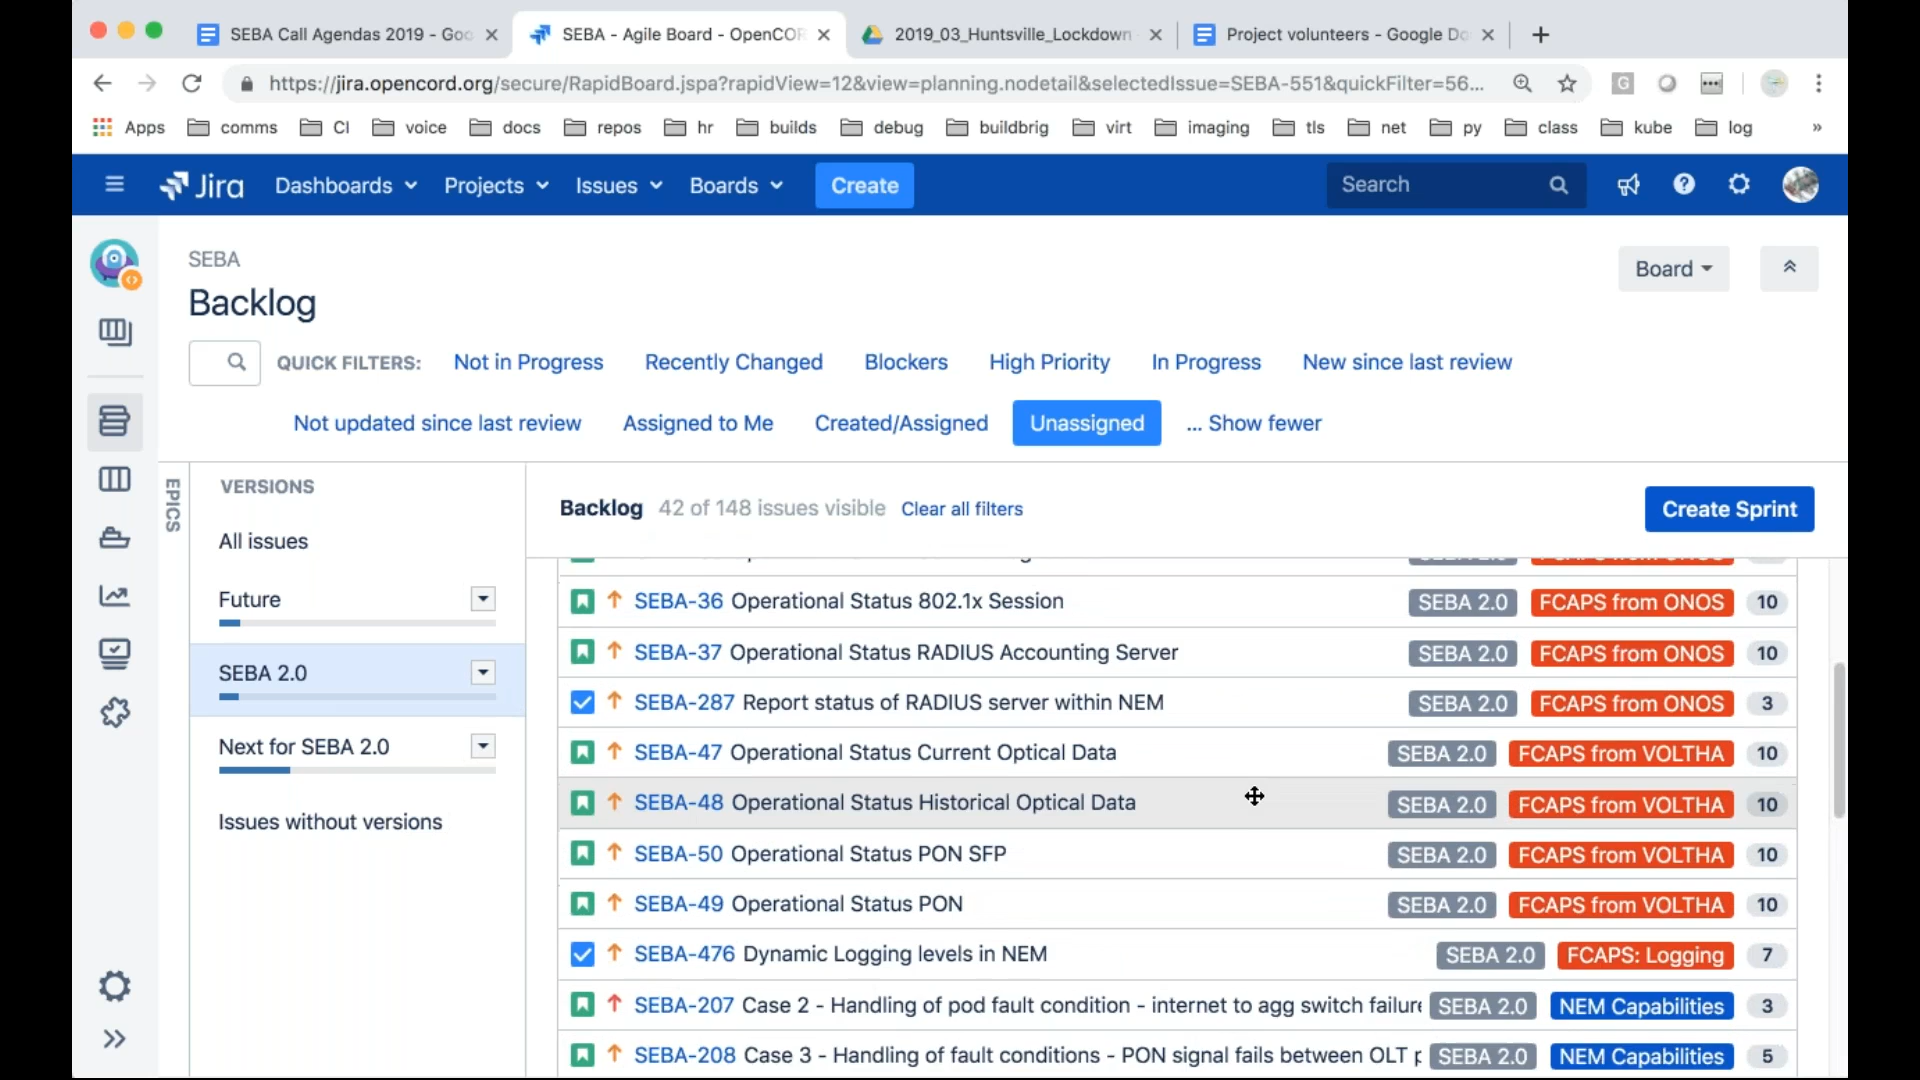 SEBA Call Agendas 2019 - Goo
SEBA - Agile Board - OpenCOR
2019_03_Huntsville_Lockdown
Project volunteers - Google Do
https://jira.opencord.org/secure/RapidBoard.jspa?rapidView=12&view=planning.nodetail&selectedIssue=SEBA-551&quickFilter=56...
Apps comms CI voice docs repos hr builds debug buildbrig virt imaging tls net py class kube log »
Jira Dashboards Projects Issues Boards Create Search
SEBA
Board
Backlog
QUICK FILTERS: Not in Progress Recently Changed Blockers High Priority In Progress New since last review
Not updated since last review Assigned to Me Created/Assigned Unassigned ... Show fewer
EPICS
VERSIONS
All issues
Future
SEBA 2.0
Next for SEBA 2.0
Issues without versions
Backlog 42 of 148 issues visible Clear all filters Create Sprint
SEBA-36 Operational Status 802.1x Session SEBA 2.0 FCAPS from ONOS 10
SEBA-37 Operational Status RADIUS Accounting Server SEBA 2.0 FCAPS from ONOS 10
SEBA-287 Report status of RADIUS server within NEM SEBA 2.0 FCAPS from ONOS 3
SEBA-47 Operational Status Current Optical Data SEBA 2.0 FCAPS from VOLTHA 10
SEBA-48 Operational Status Historical Optical Data SEBA 2.0 FCAPS from VOLTHA 10
SEBA-50 Operational Status PON SFP SEBA 2.0 FCAPS from VOLTHA 10
SEBA-49 Operational Status PON SEBA 2.0 FCAPS from VOLTHA 10
SEBA-476 Dynamic Logging levels in NEM SEBA 2.0 FCAPS: Logging 7
SEBA-207 Case 2 - Handling of pod fault condition - internet to agg switch failure SEBA 2.0 NEM Capabilities 3
SEBA-208 Case 3 - Handling of fault conditions - PON signal fails between OLT p SEBA 2.0 NEM Capabilities 5